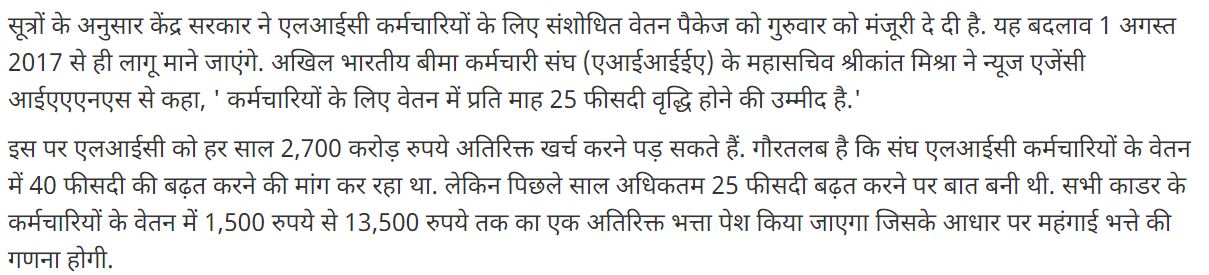 सूत्रों के अनुसार केंद्र सरकार ने एलआईसी कर्मचारियों के लिए संशोधित वेतन पैकेज को गुरुवार को मंजूरी दे दी है. यह बदलाव 1 अगस्त
2017 से ही लागू माने जाएंगे. अखिल भारतीय बीमा कर्मचारी संघ (एआईआईईए) के महासचिव श्रीकांत मिश्रा ने न्यूज एजेंसी
आईएएएनएस से कहा, ' कर्मचारियों के लिए वेतन में प्रति माह 25 फीसदी वृद्धि होने की उम्मीद है.'
इस पर एलआईसी को हर साल 2,700 करोड़ रुपये अतिरिक्त खर्च करने पड़ सकते हैं. गौरतलब है कि संघ एलआईसी कर्मचारियों के वेतन
में 40 फीसदी की बढ़त करने की मांग कर रहा था. लेकिन पिछले साल अधिकतम 25 फीसदी बढ़त करने पर बात बनी थी. सभी काडर के
कर्मचारियों के वेतन में 1,500 रुपये से 13,500 रुपये तक का एक अतिरिक्त भत्ता पेश किया जाएगा जिसके आधार पर महंगाई भत्ते की
गणना होगी.